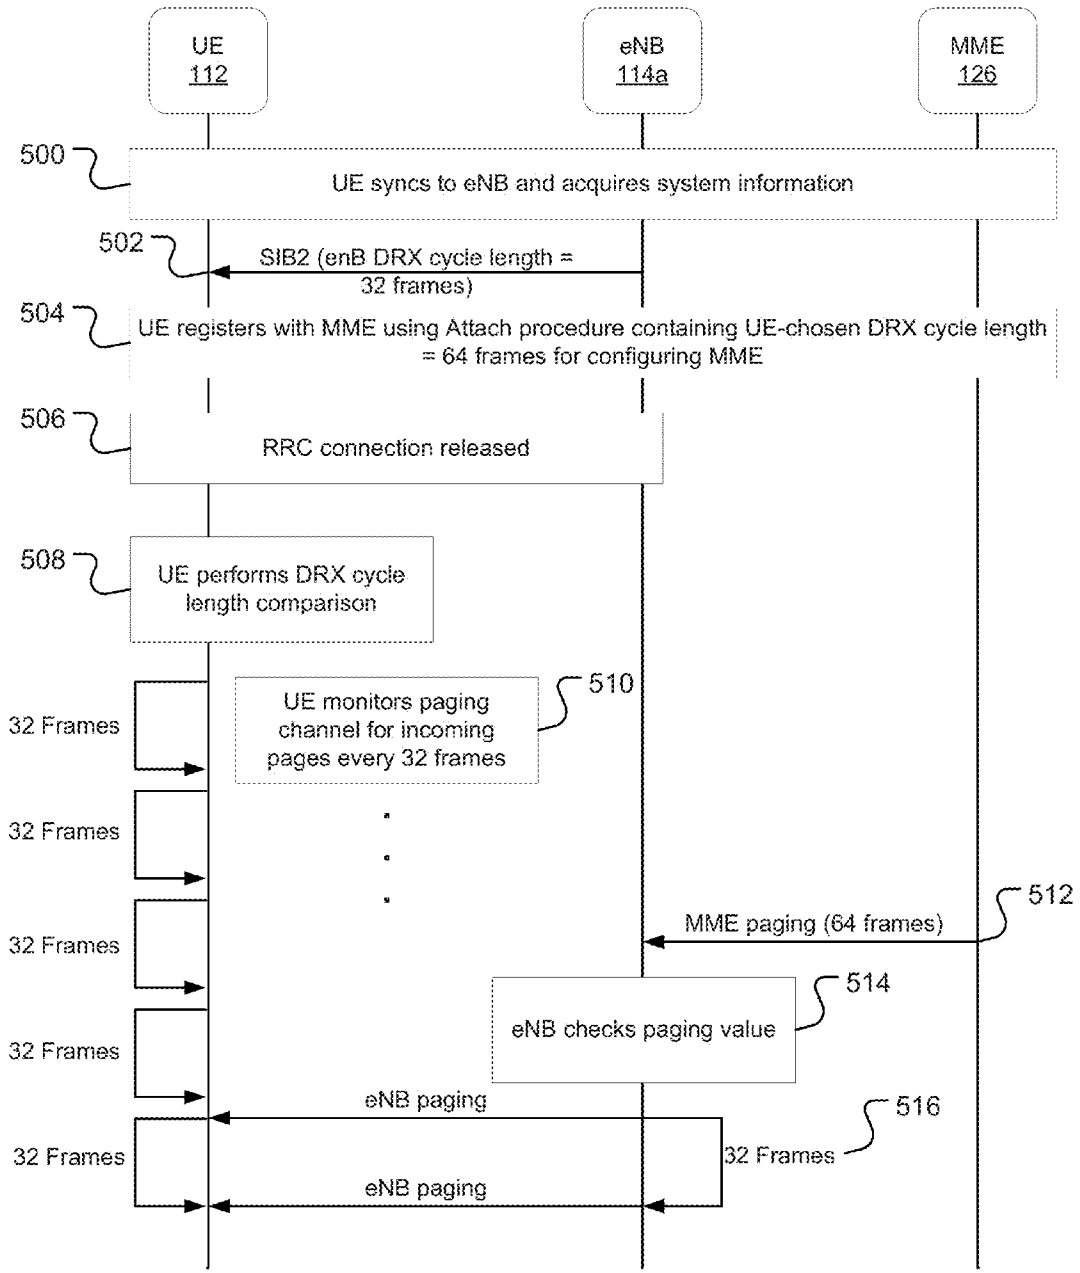 UE
112
eNB
114a
MME
126
500
UE syncs to eNB and acquires system information
502
SIB2 (enB DRX cycle length =
32 frames)
504
UE registers with MME using Attach procedure containing UE-chosen DRX cycle length
= 64 frames for configuring MME
506
RRC connection released
508
UE performs DRX cycle
length comparison
510
UE monitors paging
channel for incoming
pages every 32 frames
32 Frames
32 Frames
512
MME paging (64 frames)
32 Frames
514
eNB checks paging value
32 Frames
eNB paging
516
32 Frames
32 Frames
eNB paging